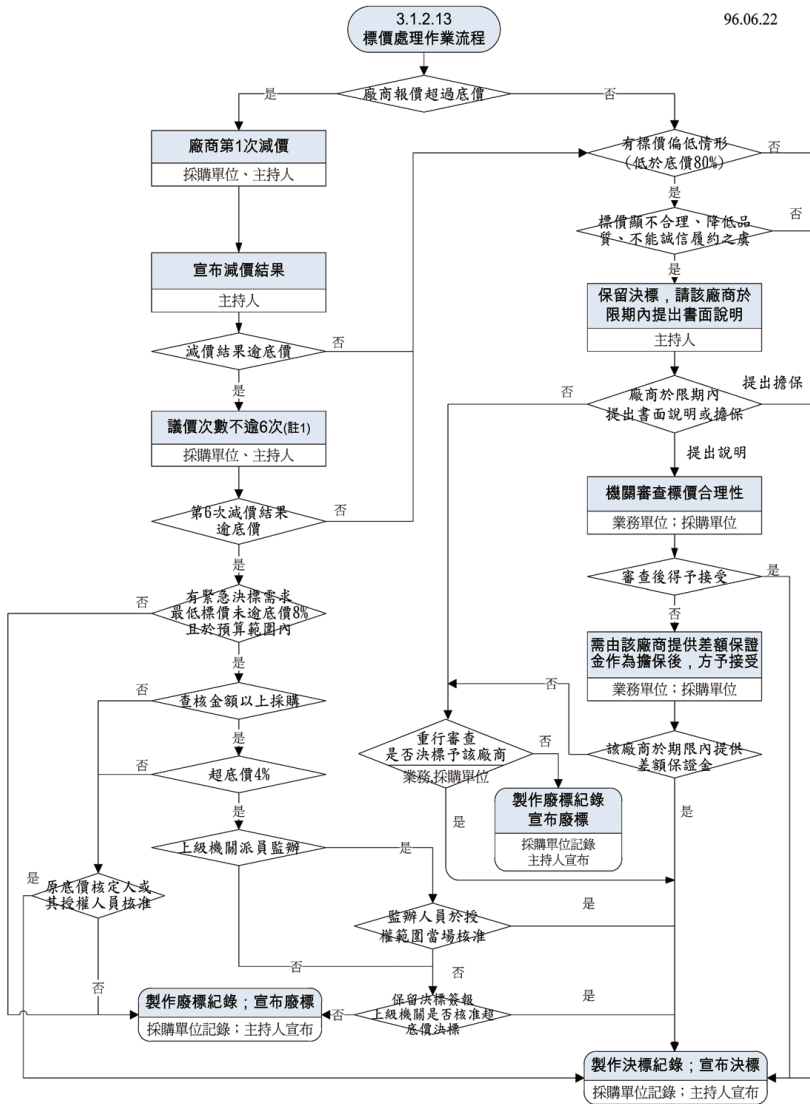 3.1.2.13
標價處理作業流程
96.06.22
廠商報價超過底價
是
否
廠商第1次減價
採購單位、主持人
有標價偏低情形
(低於底價80%)
否
是
標價顯不合理、降低品
質、不能誠信履約之虞
否
是
宣布減價結果
主持人
保留決標，請該廠商於
限期內提出書面說明
主持人
減價結果逾底價
否
是
廠商於限期內
提出書面說明或擔保
否
提出擔保
提出說明
議價次數不逾6次(註1)
採購單位、主持人
機關審查標價合理性
業務單位；採購單位
第6次減價結果
逾底價
否
是
審查後得予接受
是
否
有緊急決標需求
最低標價未逾底價8%
且於預算範圍內
否
是
需由該廠商提供差額保證
金作為擔保後，方予接受
業務單位；採購單位
查核金額以上採購
否
是
重行審查
是否決標予該廠商
業務,採購單位
否
是
該廠商於期限內提供
差額保證金
否
是
超底價4%
否
是
製作廢標紀錄
宣布廢標
採購單位記錄
主持人宣布
上級機關派員監辦
是
否
原底價核定人或
其授權人員核准
是
否
監辦人員於授
權範圍當場核准
是
否
製作廢標紀錄；宣布廢標
採購單位記錄；主持人宣布
保留決標簽報
上級機關是否核准超
底價決標
否
是
製作決標紀錄；宣布決標
採購單位記錄；主持人宣布